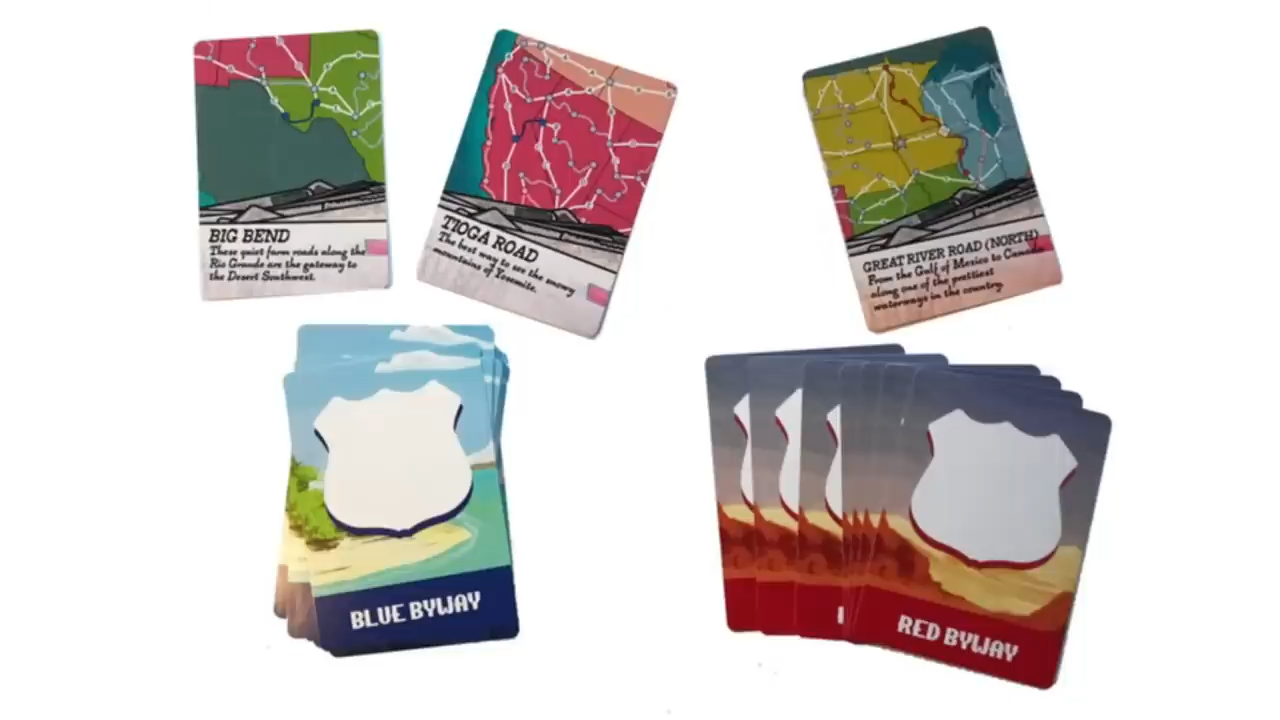 BIG BEND
These quiet farm roads along the
Rio Grande are the gateway to
the Desert Southwest.
TIOGA ROAD
The best way to see the snowy
mountains of Yosemite.
GREAT RIVER ROAD (NORTH)
From the Gulf of Mexico to Canada
along one of the prettiest
waterways in the country.
BLUE BYWAY
RED BYWAY